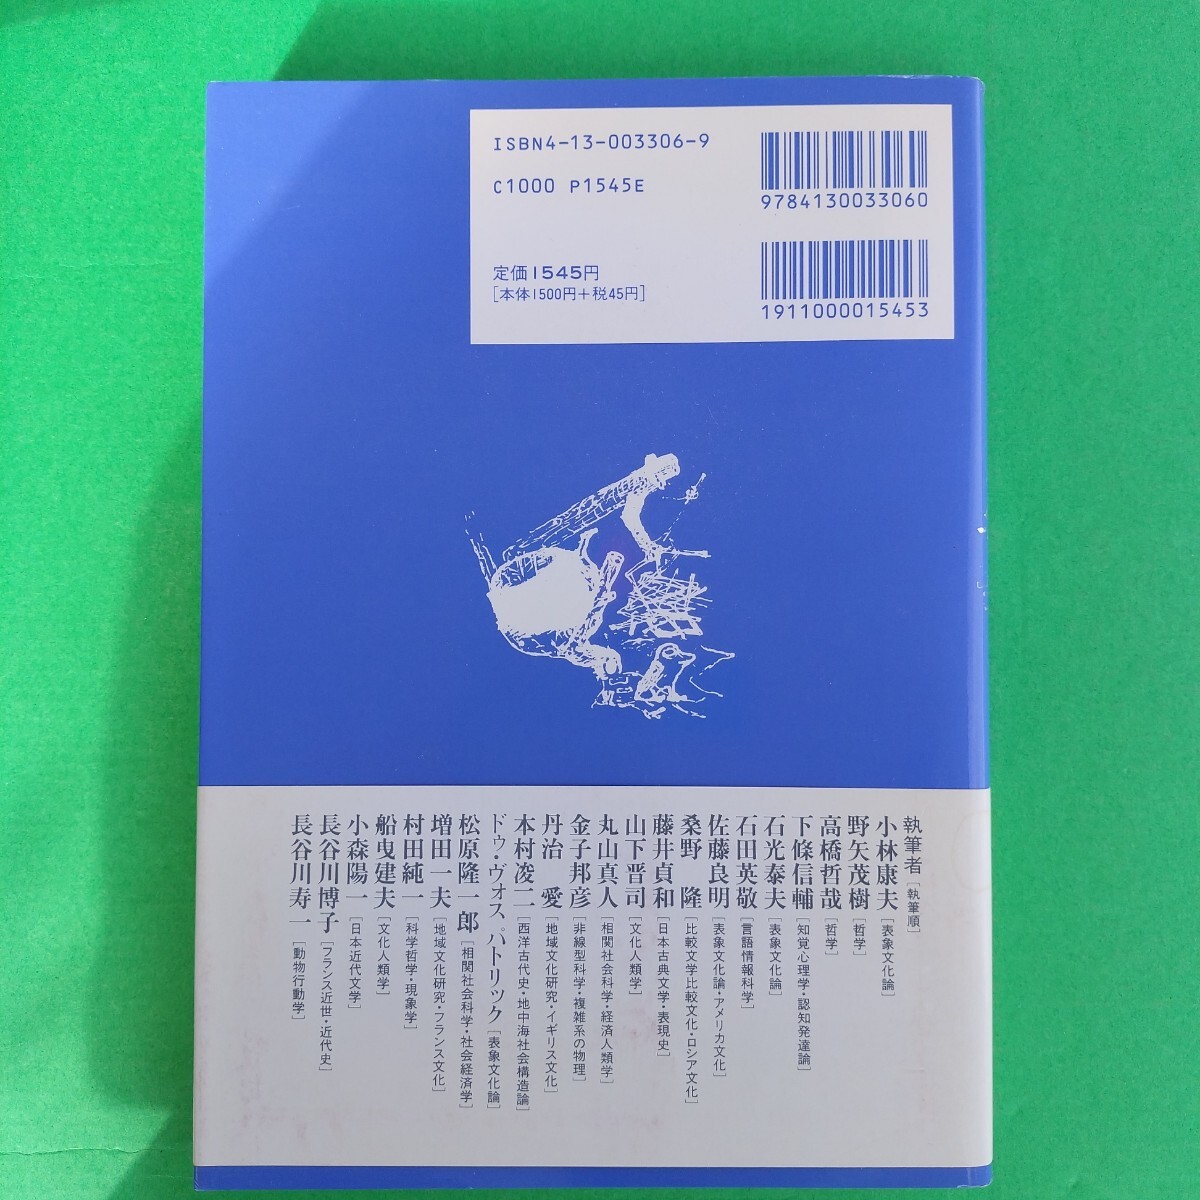 ISBN4-13-003306-9
C1000 P1545E
定価1545円
[本体1500円+税45円]
9784130033060
1911000015453
執筆者[執筆順]
小林康夫[表象文化論]
野矢茂樹[哲学]
高橋哲哉[哲学]
下條信輔[知覚心理学・認知発達論]
石光泰夫[表象文化論]
石田英敬[言語情報科学]
佐藤良明[表象文化論・アメリカ文化]
桑野 隆[比較文学比較文化・ロシア文化]
藤井貞和[日本古典文学・表現史]
山下晋司[文化人類学]
丸山真人[相関社会科学・経済人類学]
金子邦彦[非線型科学・複雑系の物理]
丹治 愛[地域文化研究・イギリス文化]
本村凌二[西洋古代史・地中海社会構造論]
ドゥ・ヴォス、パトリック[表象文化論]
松原隆一郎[相関社会科学・社会経済学]
増田一夫[地域文化研究・フランス文化]
村田純一[科学哲学・現象学]
船曳建夫[文化人類学]
小森陽一[日本近代文学]
長谷川博子[フランス近世・近代史]
長谷川寿一[動物行動学]